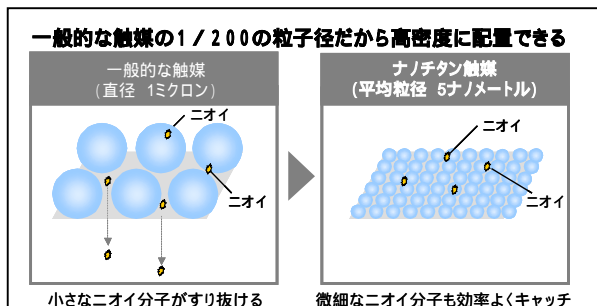 一般的な触媒の1/200の粒子径だから高密度に配置できる
一般的な触媒
(直径 1ミクロン)
ニオイ
ニオイ
小さなニオイ分子がすり抜ける
ナノチタン触媒
(平均粒径 5ナノメートル)
ニオイ
ニオイ
微細なニオイ分子も効率よくキャッチ